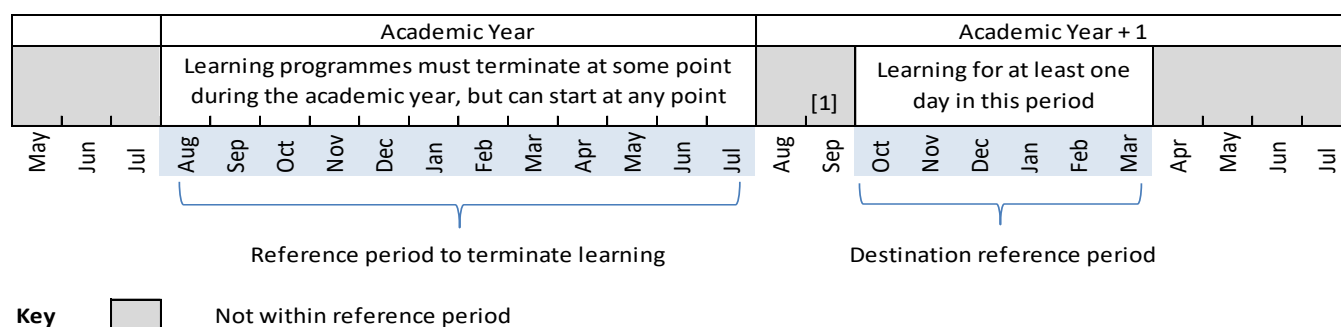 Academic Year
Academic Year + 1
Learning programmes must terminate at some point
during the academic year, but can start at any point
[1]
Learning for at least one
day in this period
May Jun Jul Aug Sep Oct Nov Dec Jan Feb Mar Apr May Jun Jul Aug Sep Oct Nov Dec Jan Feb Mar Apr May Jun Jul
Reference period to terminate learning
Destination reference period
Key
Not within reference period